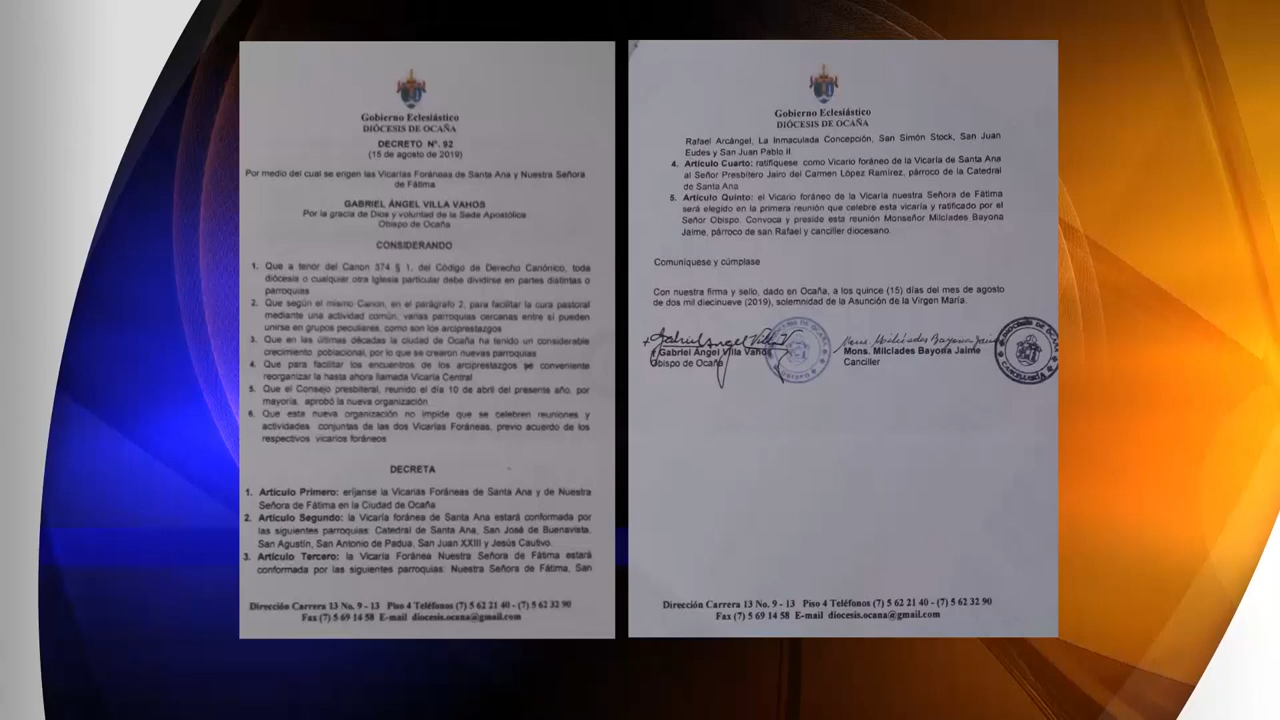 Gobierno Eclesiástico
DIÓCESIS DE OCAÑA
DECRETO N°. 92
(15 de agosto de 2019)
Por medio del cual se erigen las Vicarías Foráneas de Santa Ana y Nuestra Señora
de Fátima
GABRIEL ÁNGEL VILLA VAHOS
Por la gracia de Dios y voluntad de la Sede Apostólica
Obispo de Ocaña
CONSIDERANDO
1. Que a tenor del Canon 374 § 1, del Código de Derecho Canónico, toda
diócesis o cualquier otra Iglesia particular debe dividirse en partes distintas o
parroquias
2. Que según el mismo Canon, en el parágrafo 2, para facilitar la cura pastoral
mediante una actividad común, varias parroquias cercanas entre sí pueden
unirse en grupos peculiares, como son los arciprestazgos
3. Que en las últimas décadas la ciudad de Ocaña ha tenido un considerable
crecimiento poblacional, por lo que se crearon nuevas parroquias
4. Que para facilitar los encuentros de los arciprestazgos se conveniente
reorganizar la hasta ahora llamada Vicaría Central
5. Que el Consejo presbiteral, reunido el día 10 de abril del presente año, por
mayoría, aprobó la nueva organización
6. Que esta nueva organización no impide que se celebren reuniones y
actividades conjuntas de las dos Vicarías Foráneas, previo acuerdo de los
respectivos vicarios foráneos
DECRETA
1. Artículo Primero: eríjanse la Vicarías Foráneas de Santa Ana y de Nuestra
Señora de Fátima en la Ciudad de Ocaña
2. Artículo Segundo: la Vicaría foránea de Santa Ana estará conformada por
las siguientes parroquias: Catedral de Santa Ana, San José de Buenavista.
San Agustín, San Antonio de Padua, San Juan XXIII y Jesús Cautivo.
3. Artículo Tercero: la Vicaría Foránea Nuestra Señora de Fátima estará
conformada por las siguientes parroquias: Nuestra Señora de Fátima, San
Dirección Carrera 13 No. 9 - 13 Piso 4 Teléfonos (7) 5 62 21 40 - (7) 5 62 32 90
Fax (7) 5 69 14 58 E-mail diocesis.ocana@gmail.com
Gobierno Eclesiástico
DIÓCESIS DE OCAÑA
Rafael Arcángel, La Inmaculada Concepción, San Simón Stock, San Juan
Eudes y San Juan Pablo II.
4. Artículo Cuarto: ratifíquese como Vicario foráneo de la Vicaría de Santa Ana
al Señor Presbítero Jairo del Carmen López Ramírez, párroco de la Catedral
de Santa Ana
5. Artículo Quinto: el Vicario foráneo de la Vicaría nuestra Señora de Fátima
será elegido en la primera reunión que celebre esta vicaría y ratificado por el
Señor Obispo. Convoca y preside esta reunión Monseñor Milcíades Bayona
Jaime, párroco de san Rafael y canciller diocesano.
Comuníquese y cúmplase
Con nuestra firma y sello, dado en Ocaña, a los quince (15) días del mes de agosto
de dos mil diecinueve (2019), solemnidad de la Asunción de la Virgen María.
+ Gabriel Ángel Villa V.
+ Gabriel Ángel Villa Vahos
Obispo de Ocaña
Mons. Milcíades Bayona Jaime
Mons. Milcíades Bayona Jaime
Canciller
DIÓCESIS DE OCAÑA
CANCILLERÍA
Dirección Carrera 13 No. 9 - 13 Piso 4 Teléfonos (7) 5 62 21 40 - (7) 5 62 32 90
Fax (7) 5 69 14 58 E-mail diocesis.ocana@gmail.com